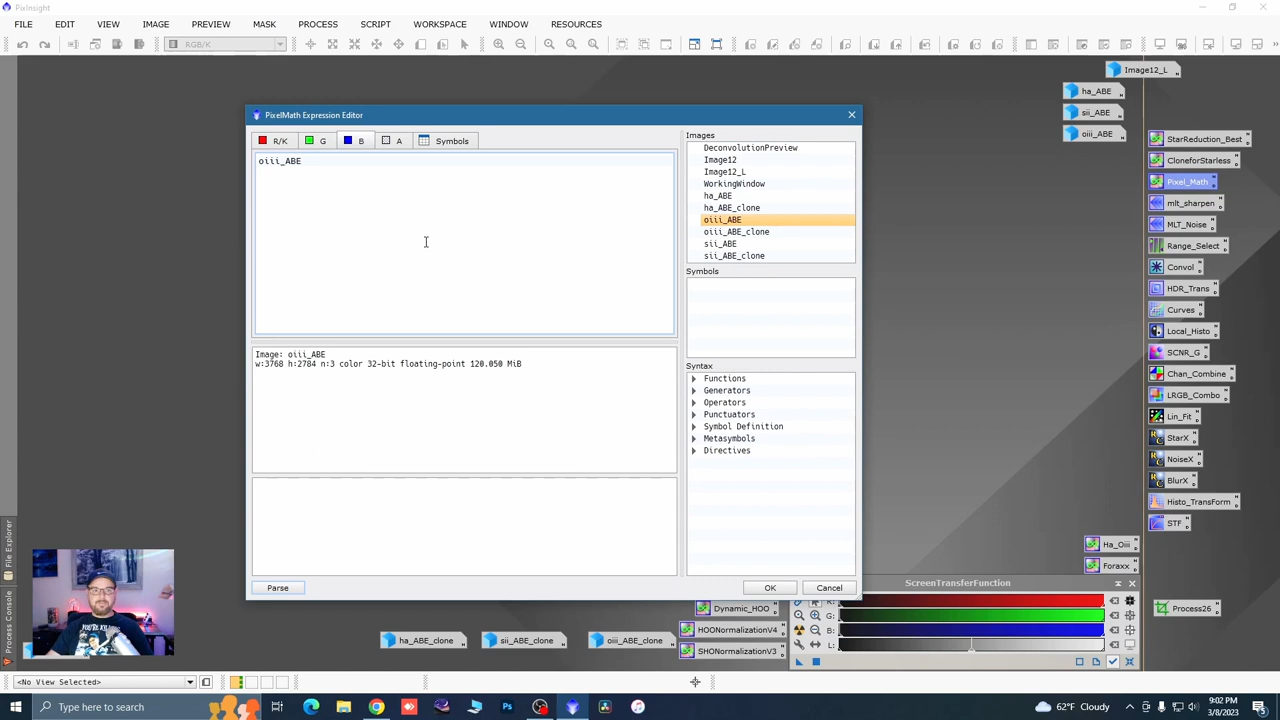 PixInsight
FILE EDIT VIEW IMAGE PREVIEW MASK PROCESS SCRIPT WORKSPACE WINDOW RESOURCES
RGB/K
Image12_L
ha_ABE
sii_ABE
oiii_ABE
PixelMath Expression Editor
R/K G B A Symbols
oiii_ABE
Images
DeconvolutionPreview
Image12
Image12_L
WorkingWindow
ha_ABE
ha_ABE_clone
oiii_ABE
oiii_ABE_clone
sii_ABE
sii_ABE_clone
Symbols
Image: oiii_ABE
w:3768 h:2784 n:3 color 32-bit floating-point 120.050 MiB
Syntax
Functions
Generators
Operators
Punctuators
Symbol Definition
Metasymbols
Directives
Parse OK Cancel
StarReduction_Best
CloneforStarless
Pixel_Math
mlt_sharpen
MLT_Noise
Range_Select
Convol
HDR_Trans
Curves
Local_Histo
SCNR_G
Chan_Combine
LRGB_Combo
Lin_Fit
StarX
NoiseX
BlurX
Histo_TransForm
STF
Ha_Oiii
Foraxx
Process26
File Explorer
Process Console
ha_ABE_clone sii_ABE_clone oiii_ABE_clone
Dynamic_HOO
HOONormalizationV4
SHONormalizationV3
ScreenTransferFunction
R:
G:
B:
L:
<No View Selected>
Type here to search
62°F Cloudy
9:02 PM
3/8/2023